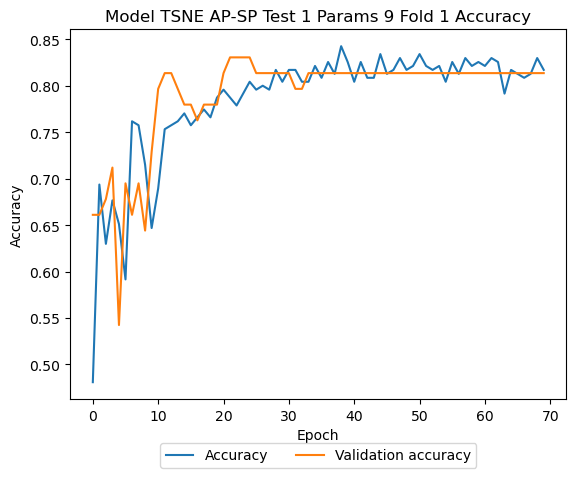 Model TSNE AP-SP Test 1 Params 9 Fold 1 Accuracy
0.85
0.80
0.75
0.70
0.65
0.60
0.55
0.50
Accuracy
0 10 20 30 40 50 60 70
Epoch
Accuracy Validation accuracy